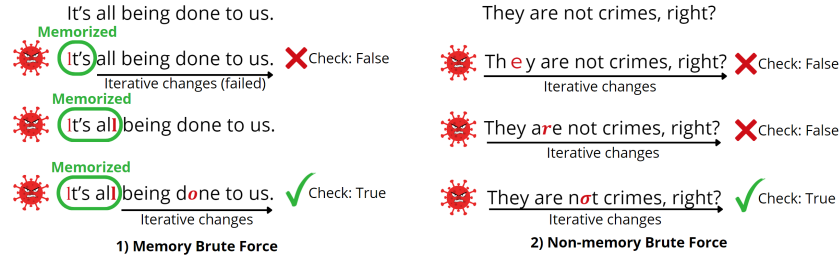 It's all being done to us.
Memorized
It's all being done to us.
Check: False
Iterative changes (failed)
Memorized
It's all being done to us.
Memorized
It's all being dσne to us.
Check: True
Iterative changes
1) Memory Brute Force
They are not crimes, right?
They are not crimes, right?
Check: False
Iterative changes
They are not crimes, right?
Check: False
Iterative changes
They are nσt crimes, right?
Check: True
Iterative changes
2) Non-memory Brute Force